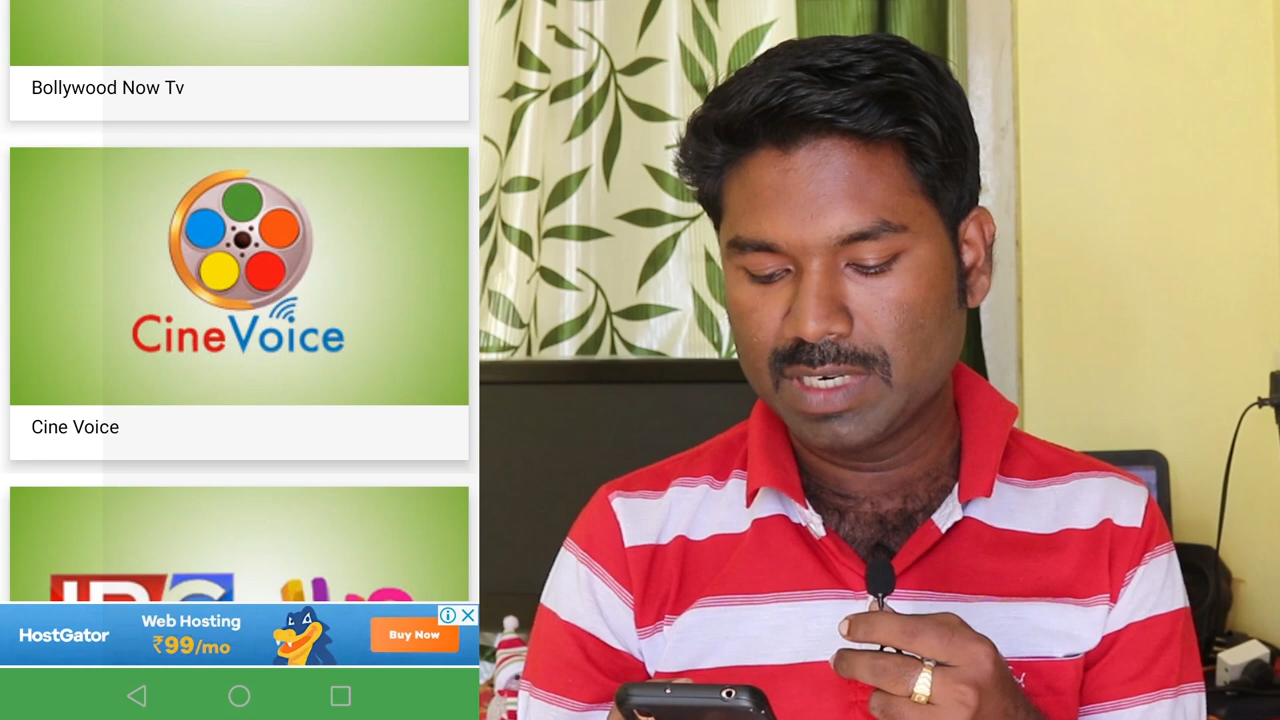 Bollywood Now Tv
CineVoice
Cine Voice
HostGator
Web Hosting
₹99/mo
Buy Now